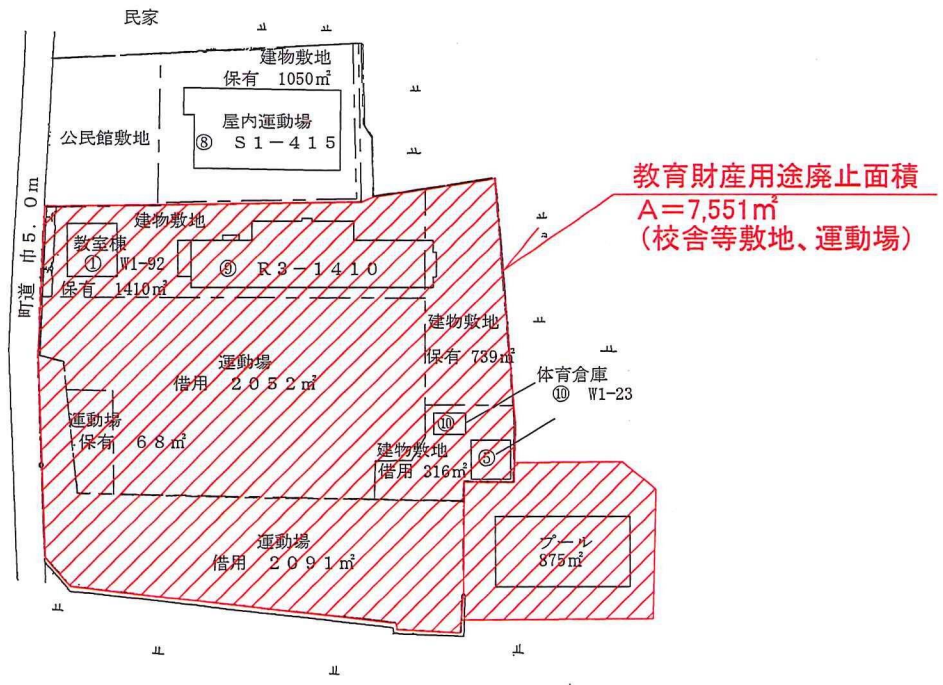 民家
建物敷地
保有 1050㎡
屋内運動場
⑧ S1-415
公民館敷地
町道 巾5.0m
教育財産用途廃止面積
A=7,551㎡
(校舎等敷地、運動場)
建物敷地
教室棟
① W1-92
保有 1410㎡
⑨ R3-1410
建物敷地
保有 739㎡
運動場
借用 2052㎡
体育倉庫
⑩ W1-23
⑩
運動場
保有 68㎡
建物敷地
借用 316㎡
⑤
運動場
借用 2091㎡
プール
875㎡